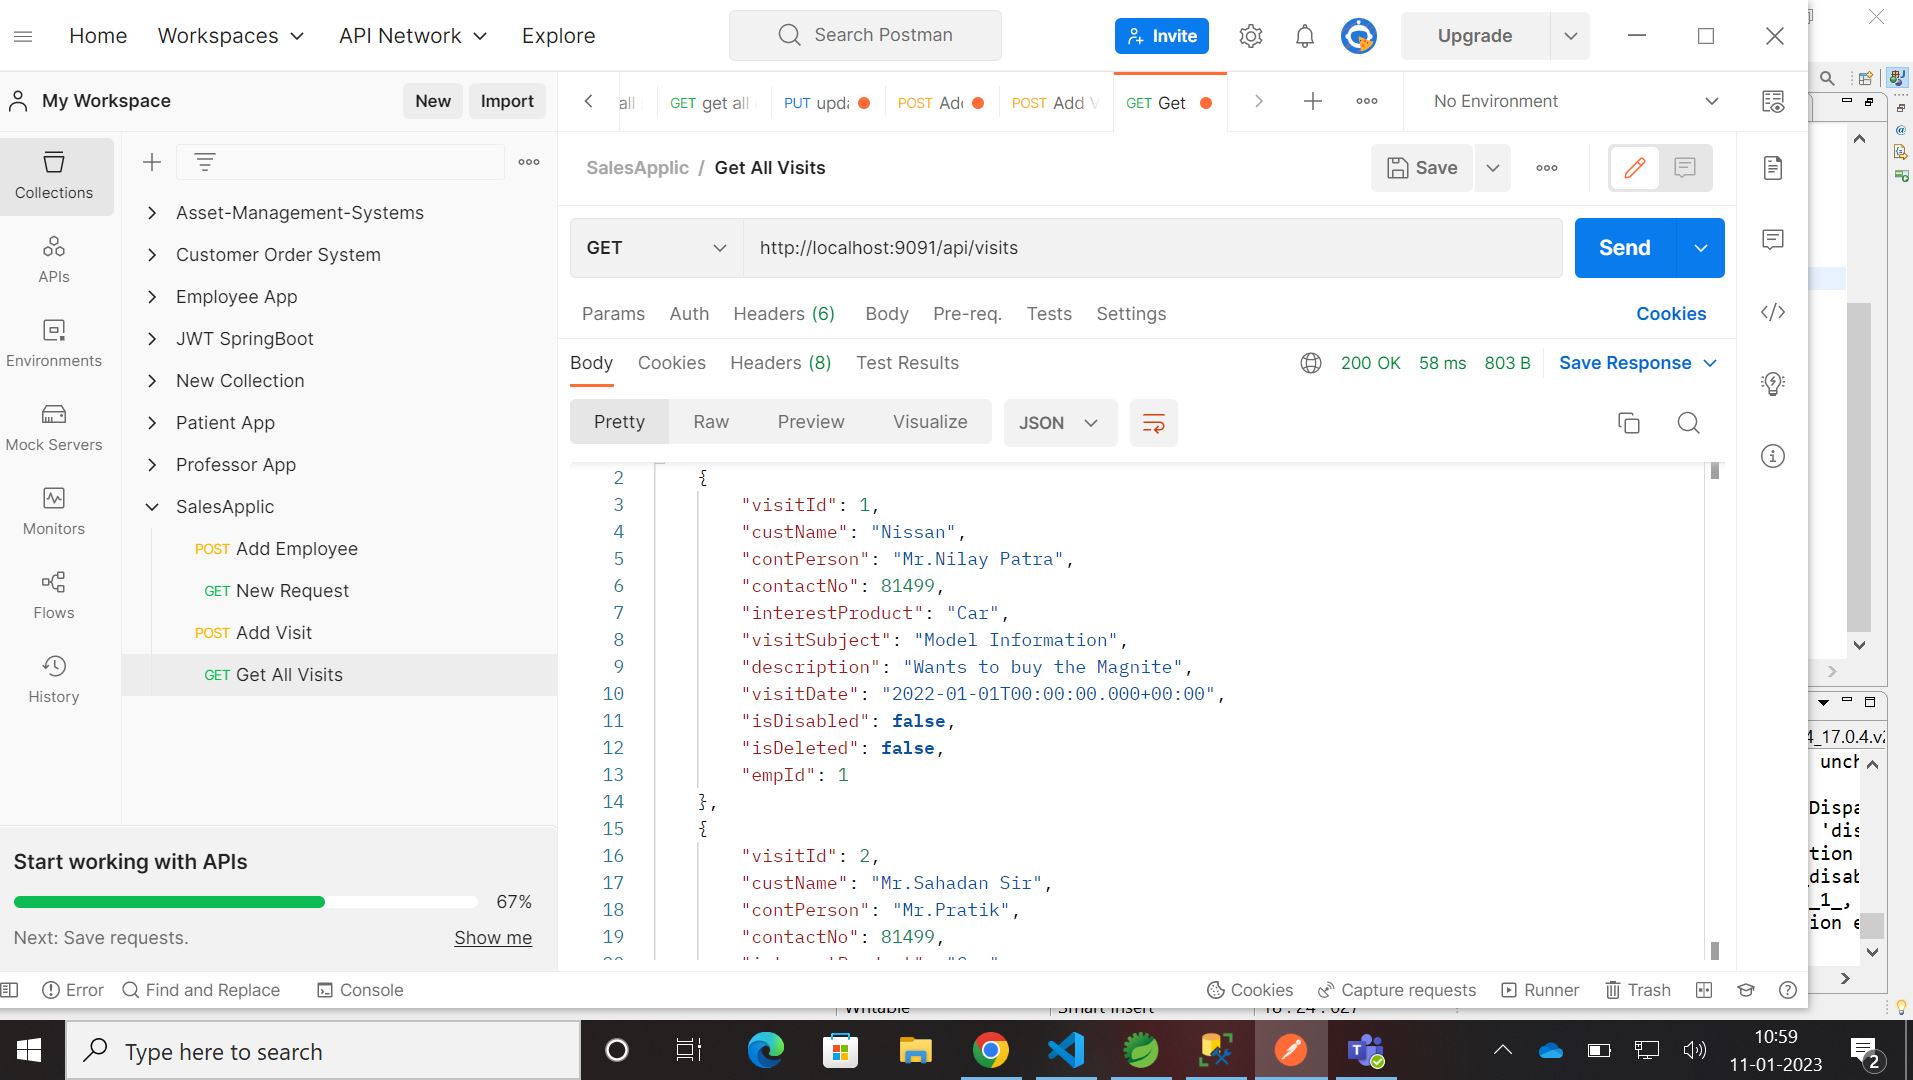 Home Workspaces API Network Explore
Search Postman
Invite
Upgrade
My Workspace
New Import
all
GET get all
PUT upda
POST Add
POST Add V
GET Get
No Environment
Collections
APIs
Environments
Mock Servers
Monitors
Flows
History
Asset-Management-Systems
Customer Order System
Employee App
JWT SpringBoot
New Collection
Patient App
Professor App
SalesApplic
POST Add Employee
GET New Request
POST Add Visit
GET Get All Visits
Start working with APIs
67%
Next: Save requests.
Show me
SalesApplic / Get All Visits
Save
GET
http://localhost:9091/api/visits
Send
Params Auth Headers (6) Body Pre-req. Tests Settings
Cookies
Body Cookies Headers (8) Test Results
200 OK 58 ms 803 B
Save Response
Pretty Raw Preview Visualize
JSON
2 {
3 "visitId": 1,
4 "custName": "Nissan",
5 "contPerson": "Mr.Nilay Patra",
6 "contactNo": 81499,
7 "interestProduct": "Car",
8 "visitSubject": "Model Information",
9 "description": "Wants to buy the Magnite",
10 "visitDate": "2022-01-01T00:00:00.000+00:00",
11 "isDisabled": false,
12 "isDeleted": false,
13 "empId": 1
14 },
15 {
16 "visitId": 2,
17 "custName": "Mr.Sahadan Sir",
18 "contPerson": "Mr.Pratik",
19 "contactNo": 81499,
4_17.0.4.v2
unch
Dispa
'dis
tion
disab
_1_,
ion e
Error Find and Replace Console
Cookies Capture requests Runner Trash
Writable Smart Insert
Type here to search
10:59
11-01-2023
2